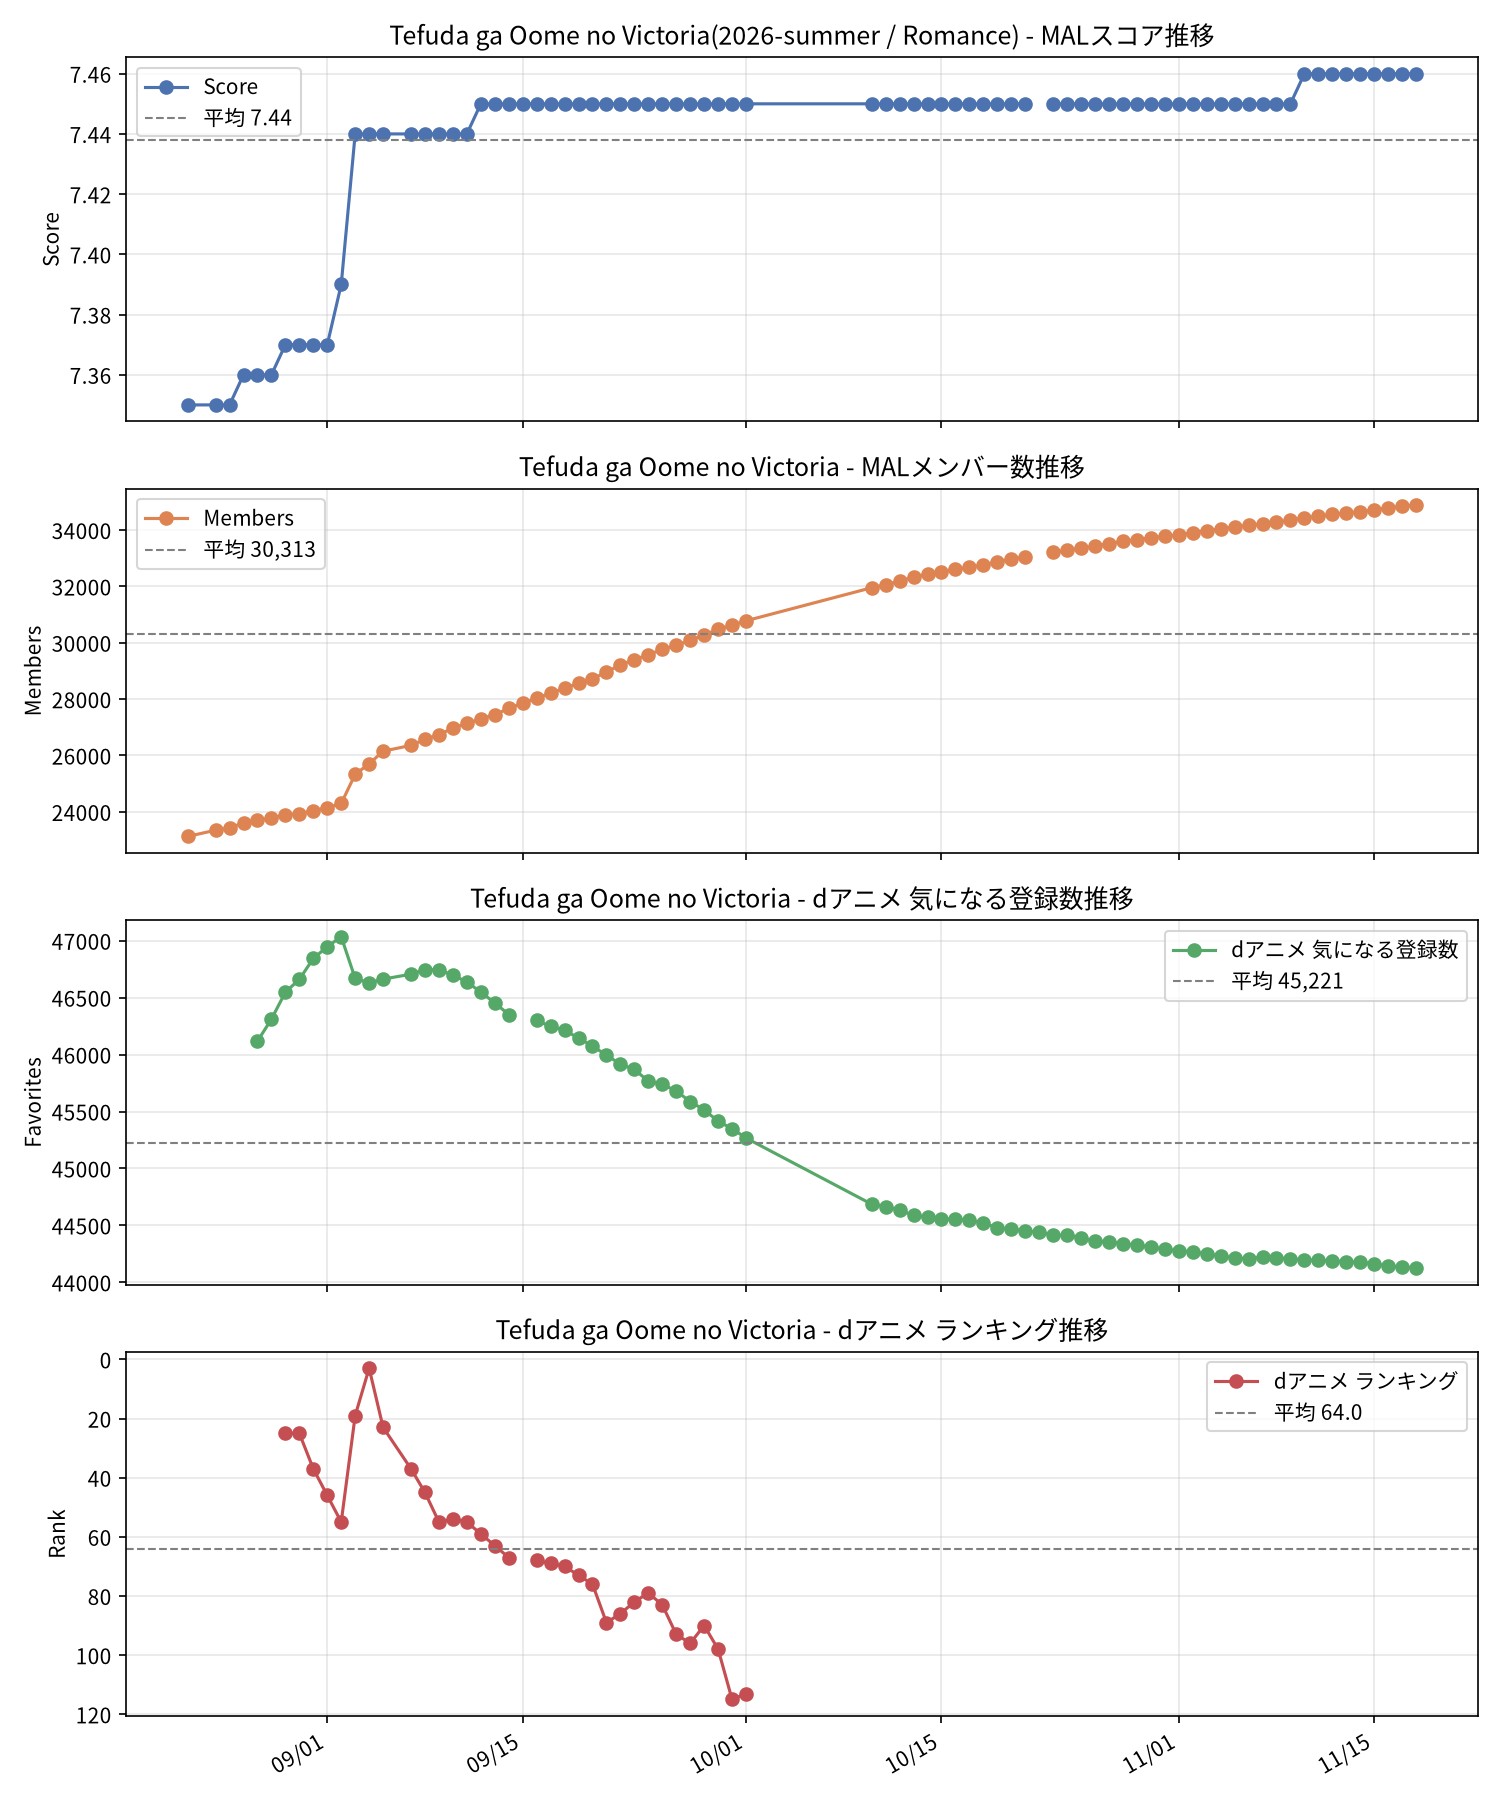 Tefuda ga Oome no Victoria(2026-summer / Romance) - MALスコア推移
Score
平均 7.44
7.46
7.44
7.42
7.40
7.38
7.36
Score
Tefuda ga Oome no Victoria - MALメンバー数推移
Members
平均 30,313
34000
32000
30000
28000
26000
24000
Members
Tefuda ga Oome no Victoria - dアニメ 気になる登録数推移
dアニメ 気になる登録数
平均 45,221
47000
46500
46000
45500
45000
44500
44000
Favorites
Tefuda ga Oome no Victoria - dアニメ ランキング推移
dアニメ ランキング
平均 64.0
0
20
40
60
80
100
120
Rank
09/01
09/15
10/01
10/15
11/01
11/15